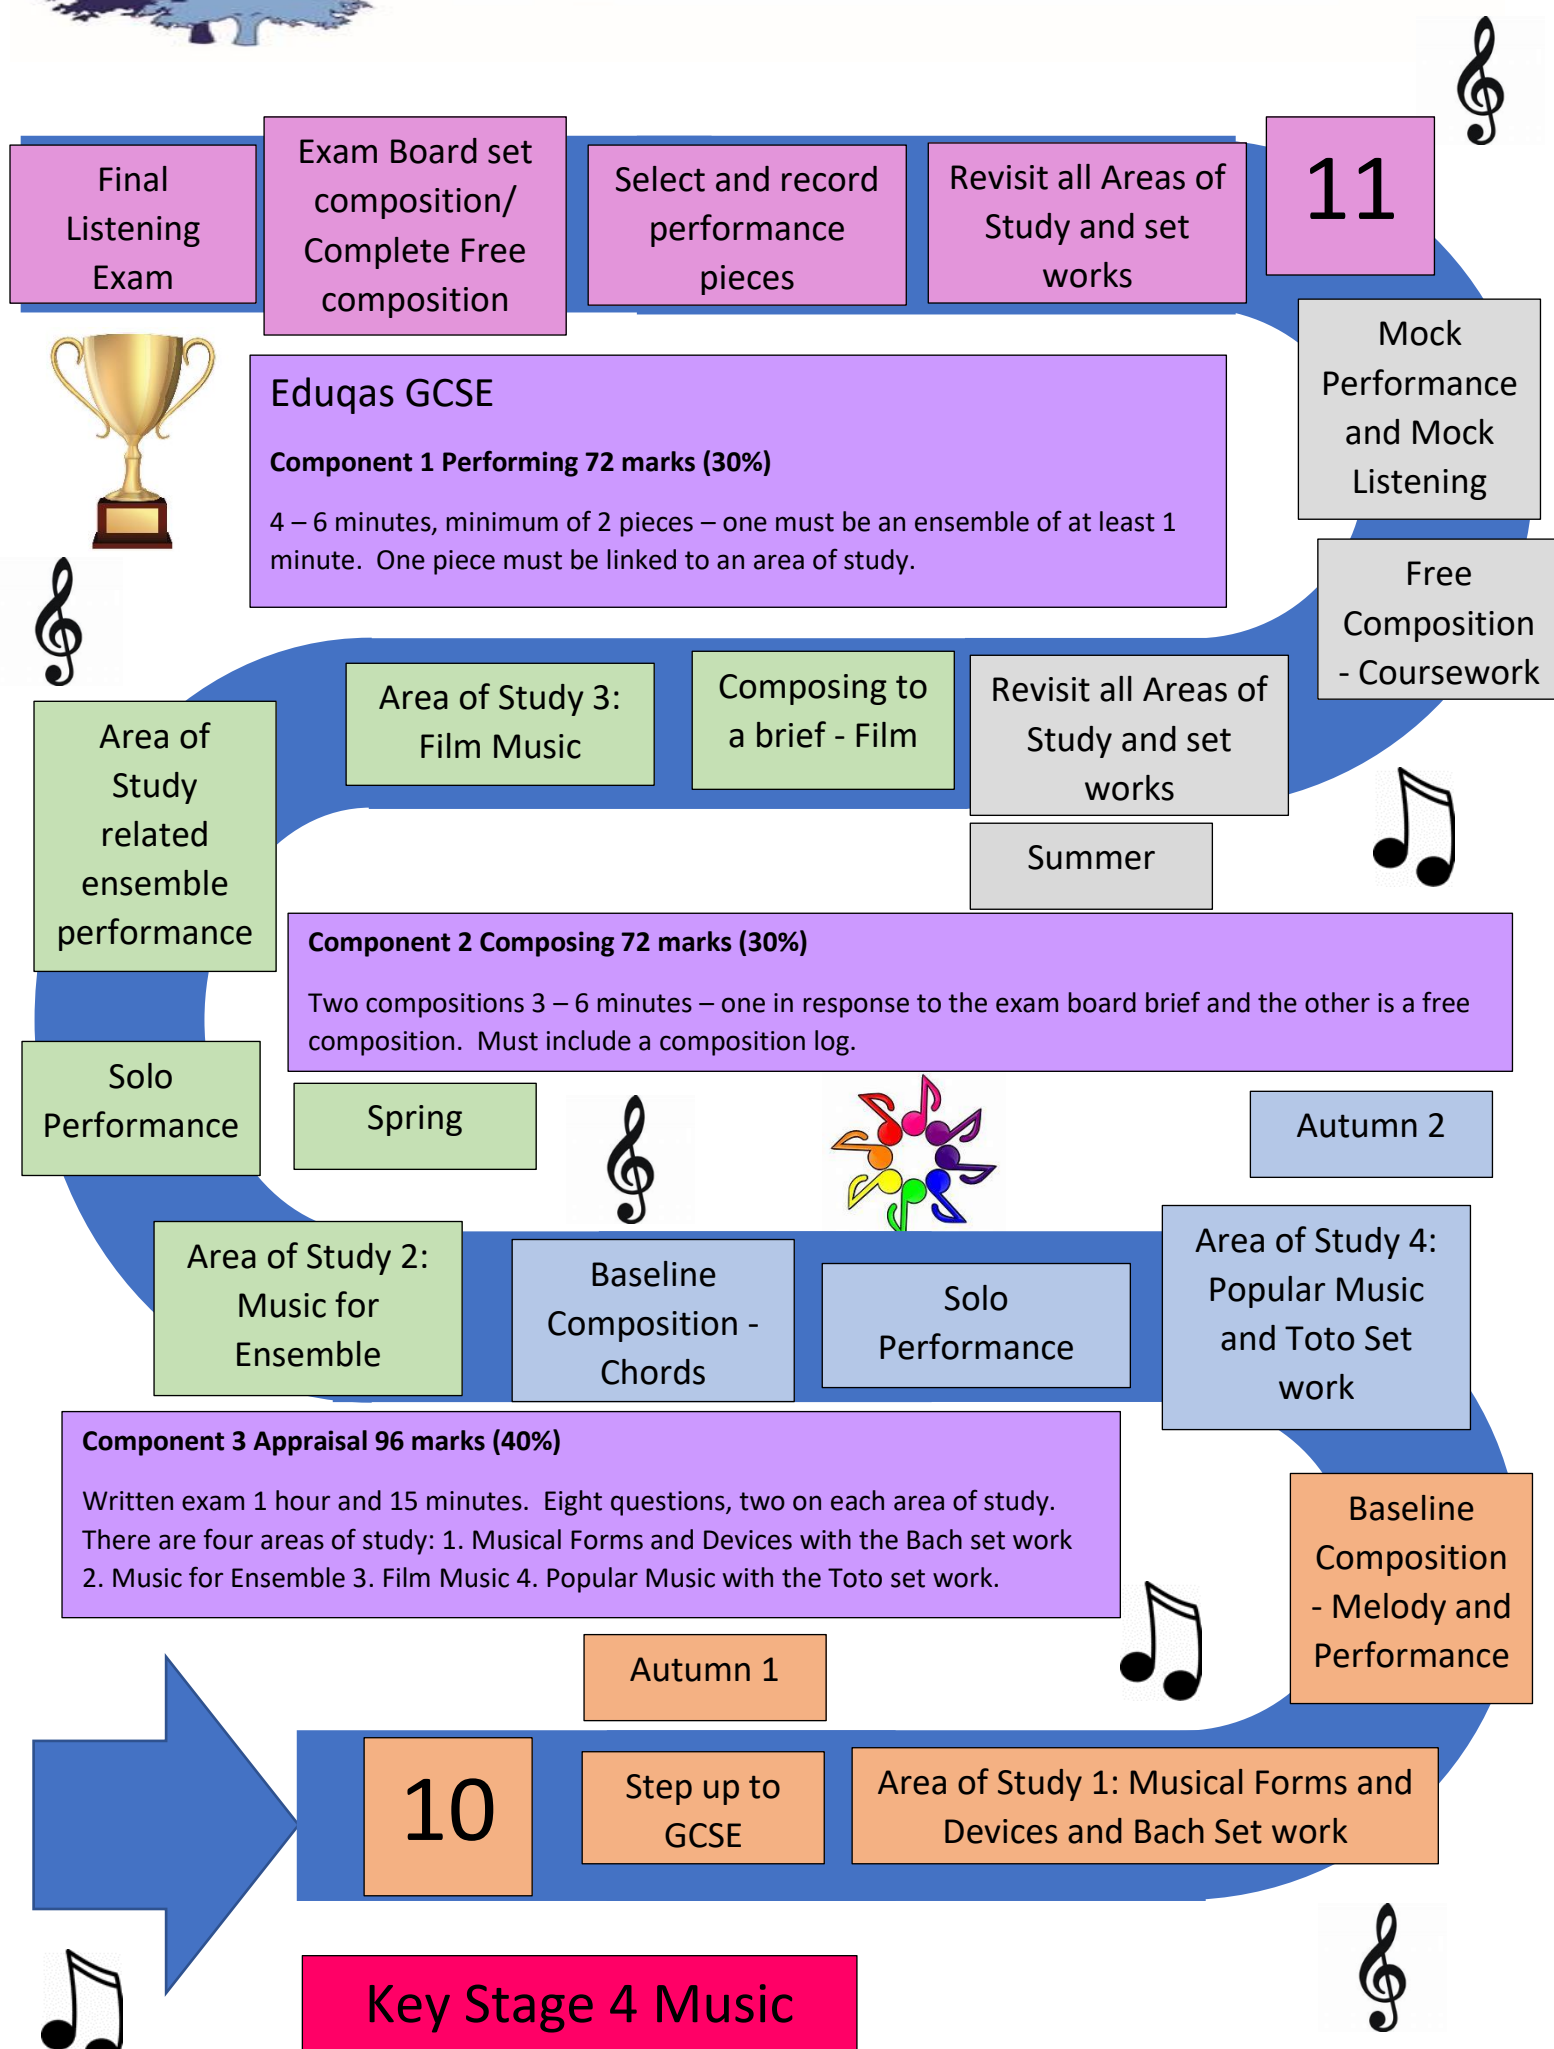 Final
Listening
Exam
Exam Board set
composition/
Complete Free
composition
Select and record
performance
pieces
Revisit all Areas of
Study and set
works
11
Mock
Performance
and Mock
Listening
Eduqas GCSE
Component 1 Performing 72 marks (30%)
4 – 6 minutes, minimum of 2 pieces – one must be an ensemble of at least 1
minute. One piece must be linked to an area of study.
Free
Composition
- Coursework
Area of
Study
related
ensemble
performance
Area of Study 3:
Film Music
Composing to
a brief - Film
Revisit all Areas of
Study and set
works
Summer
Component 2 Composing 72 marks (30%)
Two compositions 3 – 6 minutes – one in response to the exam board brief and the other is a free
composition. Must include a composition log.
Solo
Performance
Spring
Autumn 2
Area of Study 2:
Music for
Ensemble
Baseline
Composition -
Chords
Solo
Performance
Area of Study 4:
Popular Music
and Toto Set
work
Component 3 Appraisal 96 marks (40%)
Written exam 1 hour and 15 minutes. Eight questions, two on each area of study.
There are four areas of study: 1. Musical Forms and Devices with the Bach set work
2. Music for Ensemble 3. Film Music 4. Popular Music with the Toto set work.
Baseline
Composition
- Melody and
Performance
Autumn 1
10
Step up to
GCSE
Area of Study 1: Musical Forms and
Devices and Bach Set work
Key Stage 4 Music